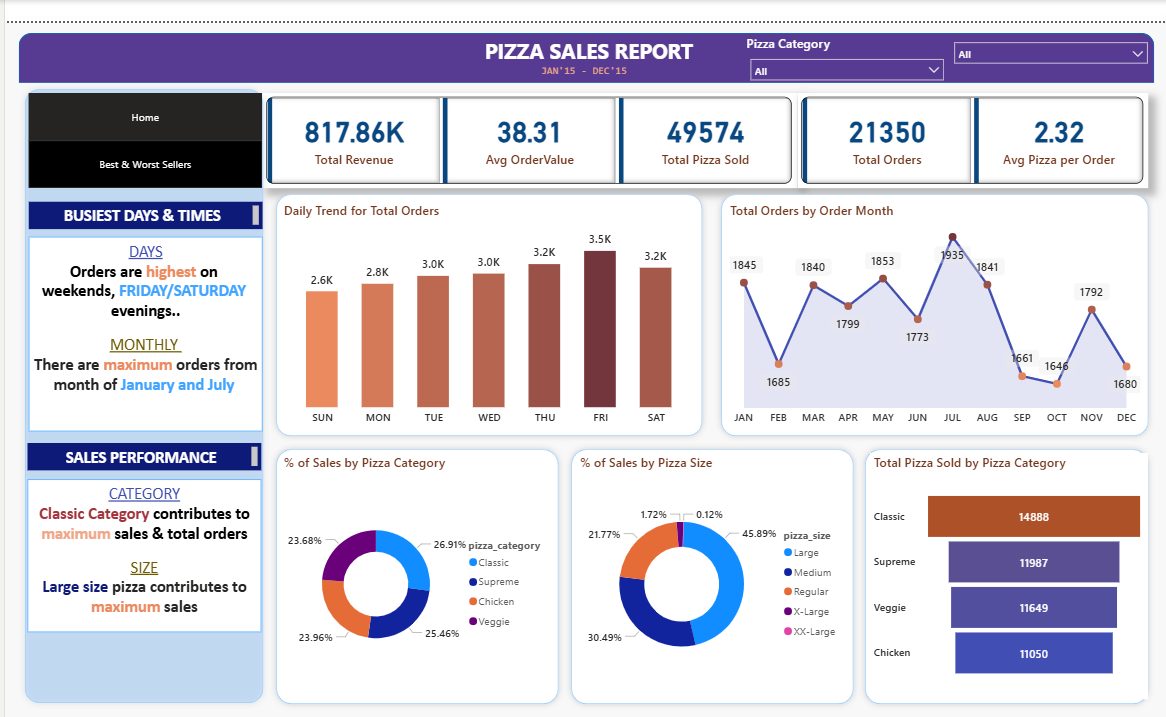 PIZZA SALES REPORT
JAN'15 - DEC'15
Pizza Category
All
All
Home
Best & Worst Sellers
817.86K
Total Revenue
38.31
Avg OrderValue
49574
Total Pizza Sold
21350
Total Orders
2.32
Avg Pizza per Order
BUSIEST DAYS & TIMES
DAYS
Orders are highest on
weekends, FRIDAY/SATURDAY
evenings..
MONTHLY
There are maximum orders from
month of January and July
SALES PERFORMANCE
CATEGORY
Classic Category contributes to
maximum sales & total orders
SIZE
Large size pizza contributes to
maximum sales
Daily Trend for Total Orders
2.6K 2.8K 3.0K 3.0K 3.2K 3.5K 3.2K
SUN MON TUE WED THU FRI SAT
Total Orders by Order Month
1845 1685 1840 1799 1853 1773 1935 1841 1661 1646 1792 1680
JAN FEB MAR APR MAY JUN JUL AUG SEP OCT NOV DEC
% of Sales by Pizza Category
23.68%
26.91%
23.96%
25.46%
pizza_category
Classic
Supreme
Chicken
Veggie
% of Sales by Pizza Size
1.72%
0.12%
21.77%
45.89%
30.49%
pizza_size
Large
Medium
Regular
X-Large
XX-Large
Total Pizza Sold by Pizza Category
Classic 14888
Supreme 11987
Veggie 11649
Chicken 11050